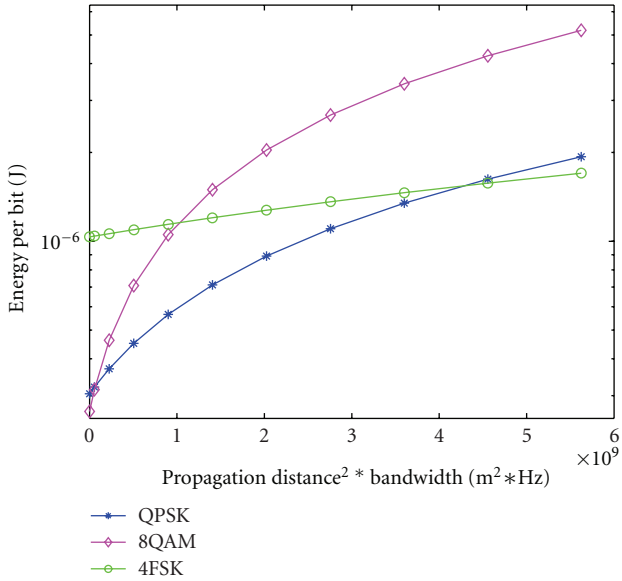 Energy per bit (J)
10⁻⁶
0 1 2 3 4 5 6
×10⁹
Propagation distance² * bandwidth (m²∗Hz)
QPSK
8QAM
4FSK